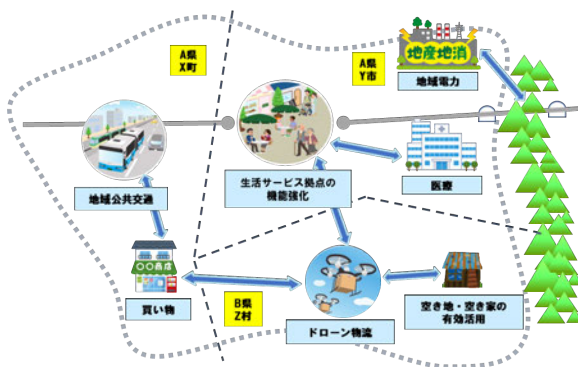 A県
X町
A県
Y市
地産地消
地域電力
地域公共交通
生活サービス拠点の
機能強化
医療
〇〇商店
買い物
B県
Z村
ドローン物流
空き地・空き家の
有効活用